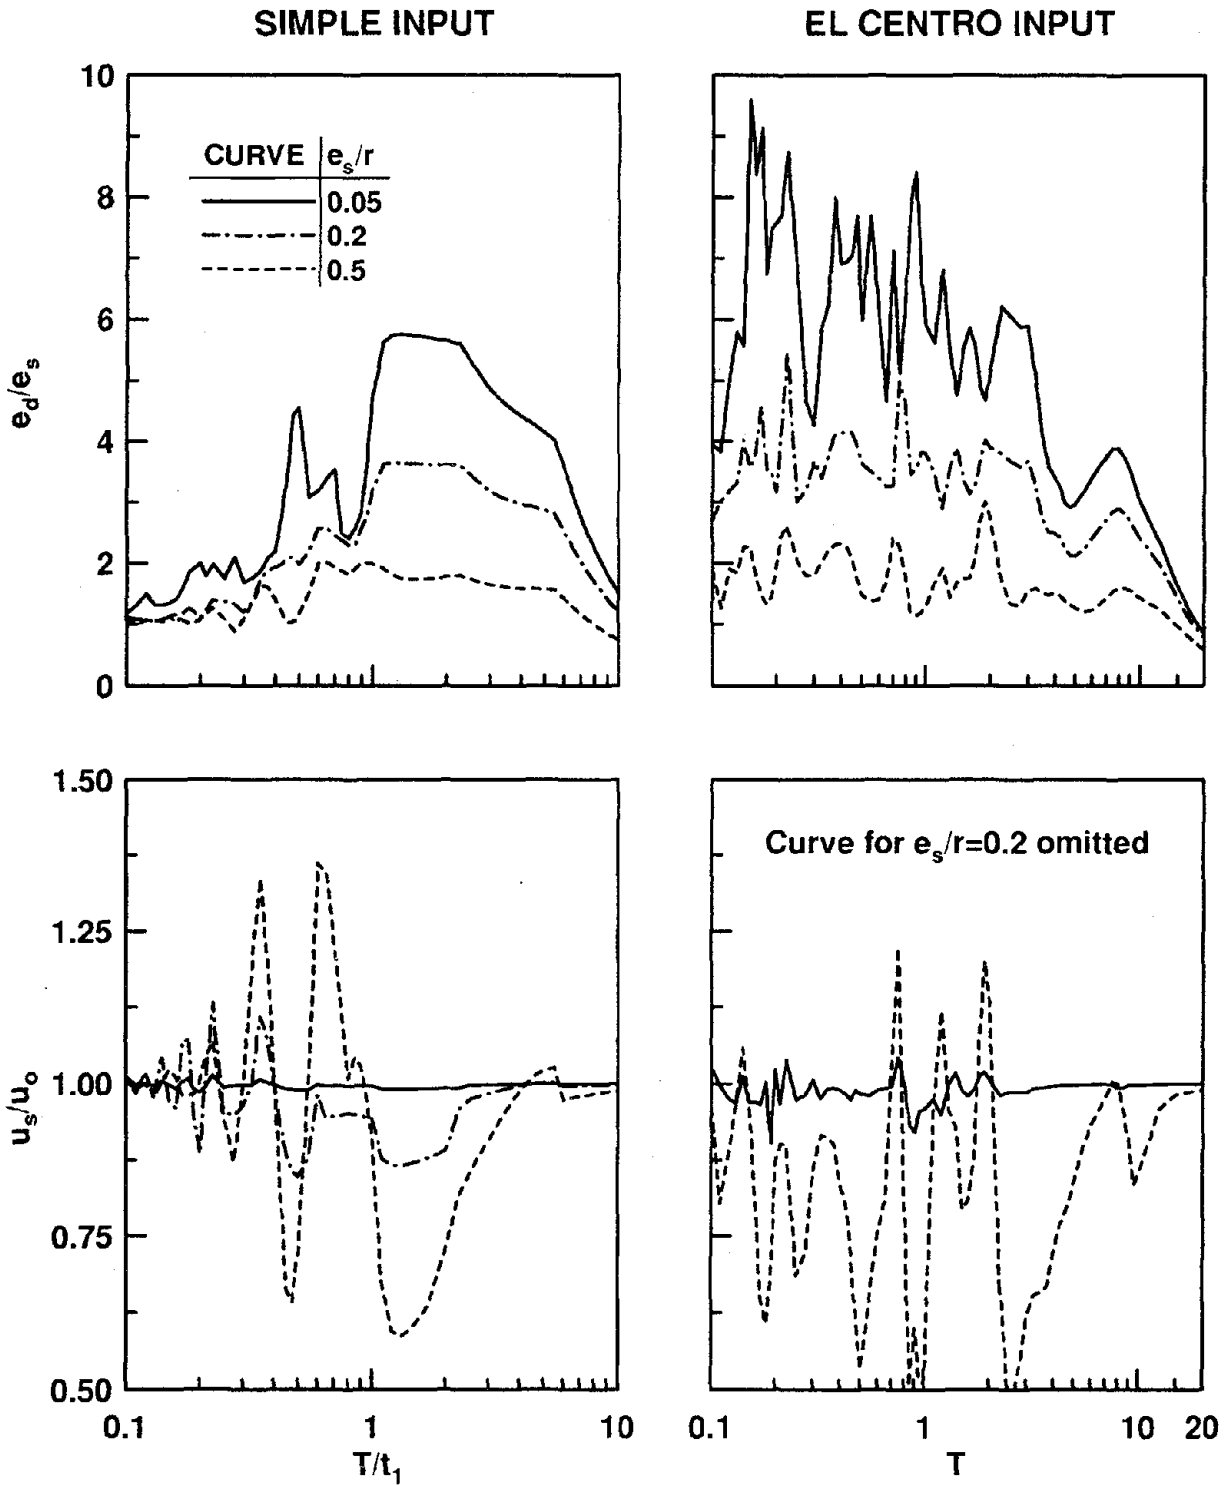 SIMPLE INPUT
EL CENTRO INPUT
10
8
6
4
2
0
e_d/e_s
CURVE e_s/r
0.05
0.2
0.5
1.50
1.25
1.00
0.75
0.50
u_s/u_o
Curve for e_s/r=0.2 omitted
0.1 1 10
T/t_1
0.1 1 10 20
T